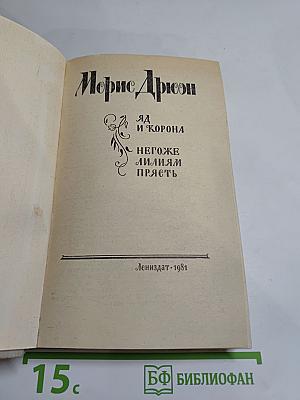 Морис Дрюон
ЯД
И КОРОНА
НЕГОЖЕ
ЛИЛИЯМ
ПРЯСТЬ
Лениздат · 1981
15с
БФ БИБЛИОФАН